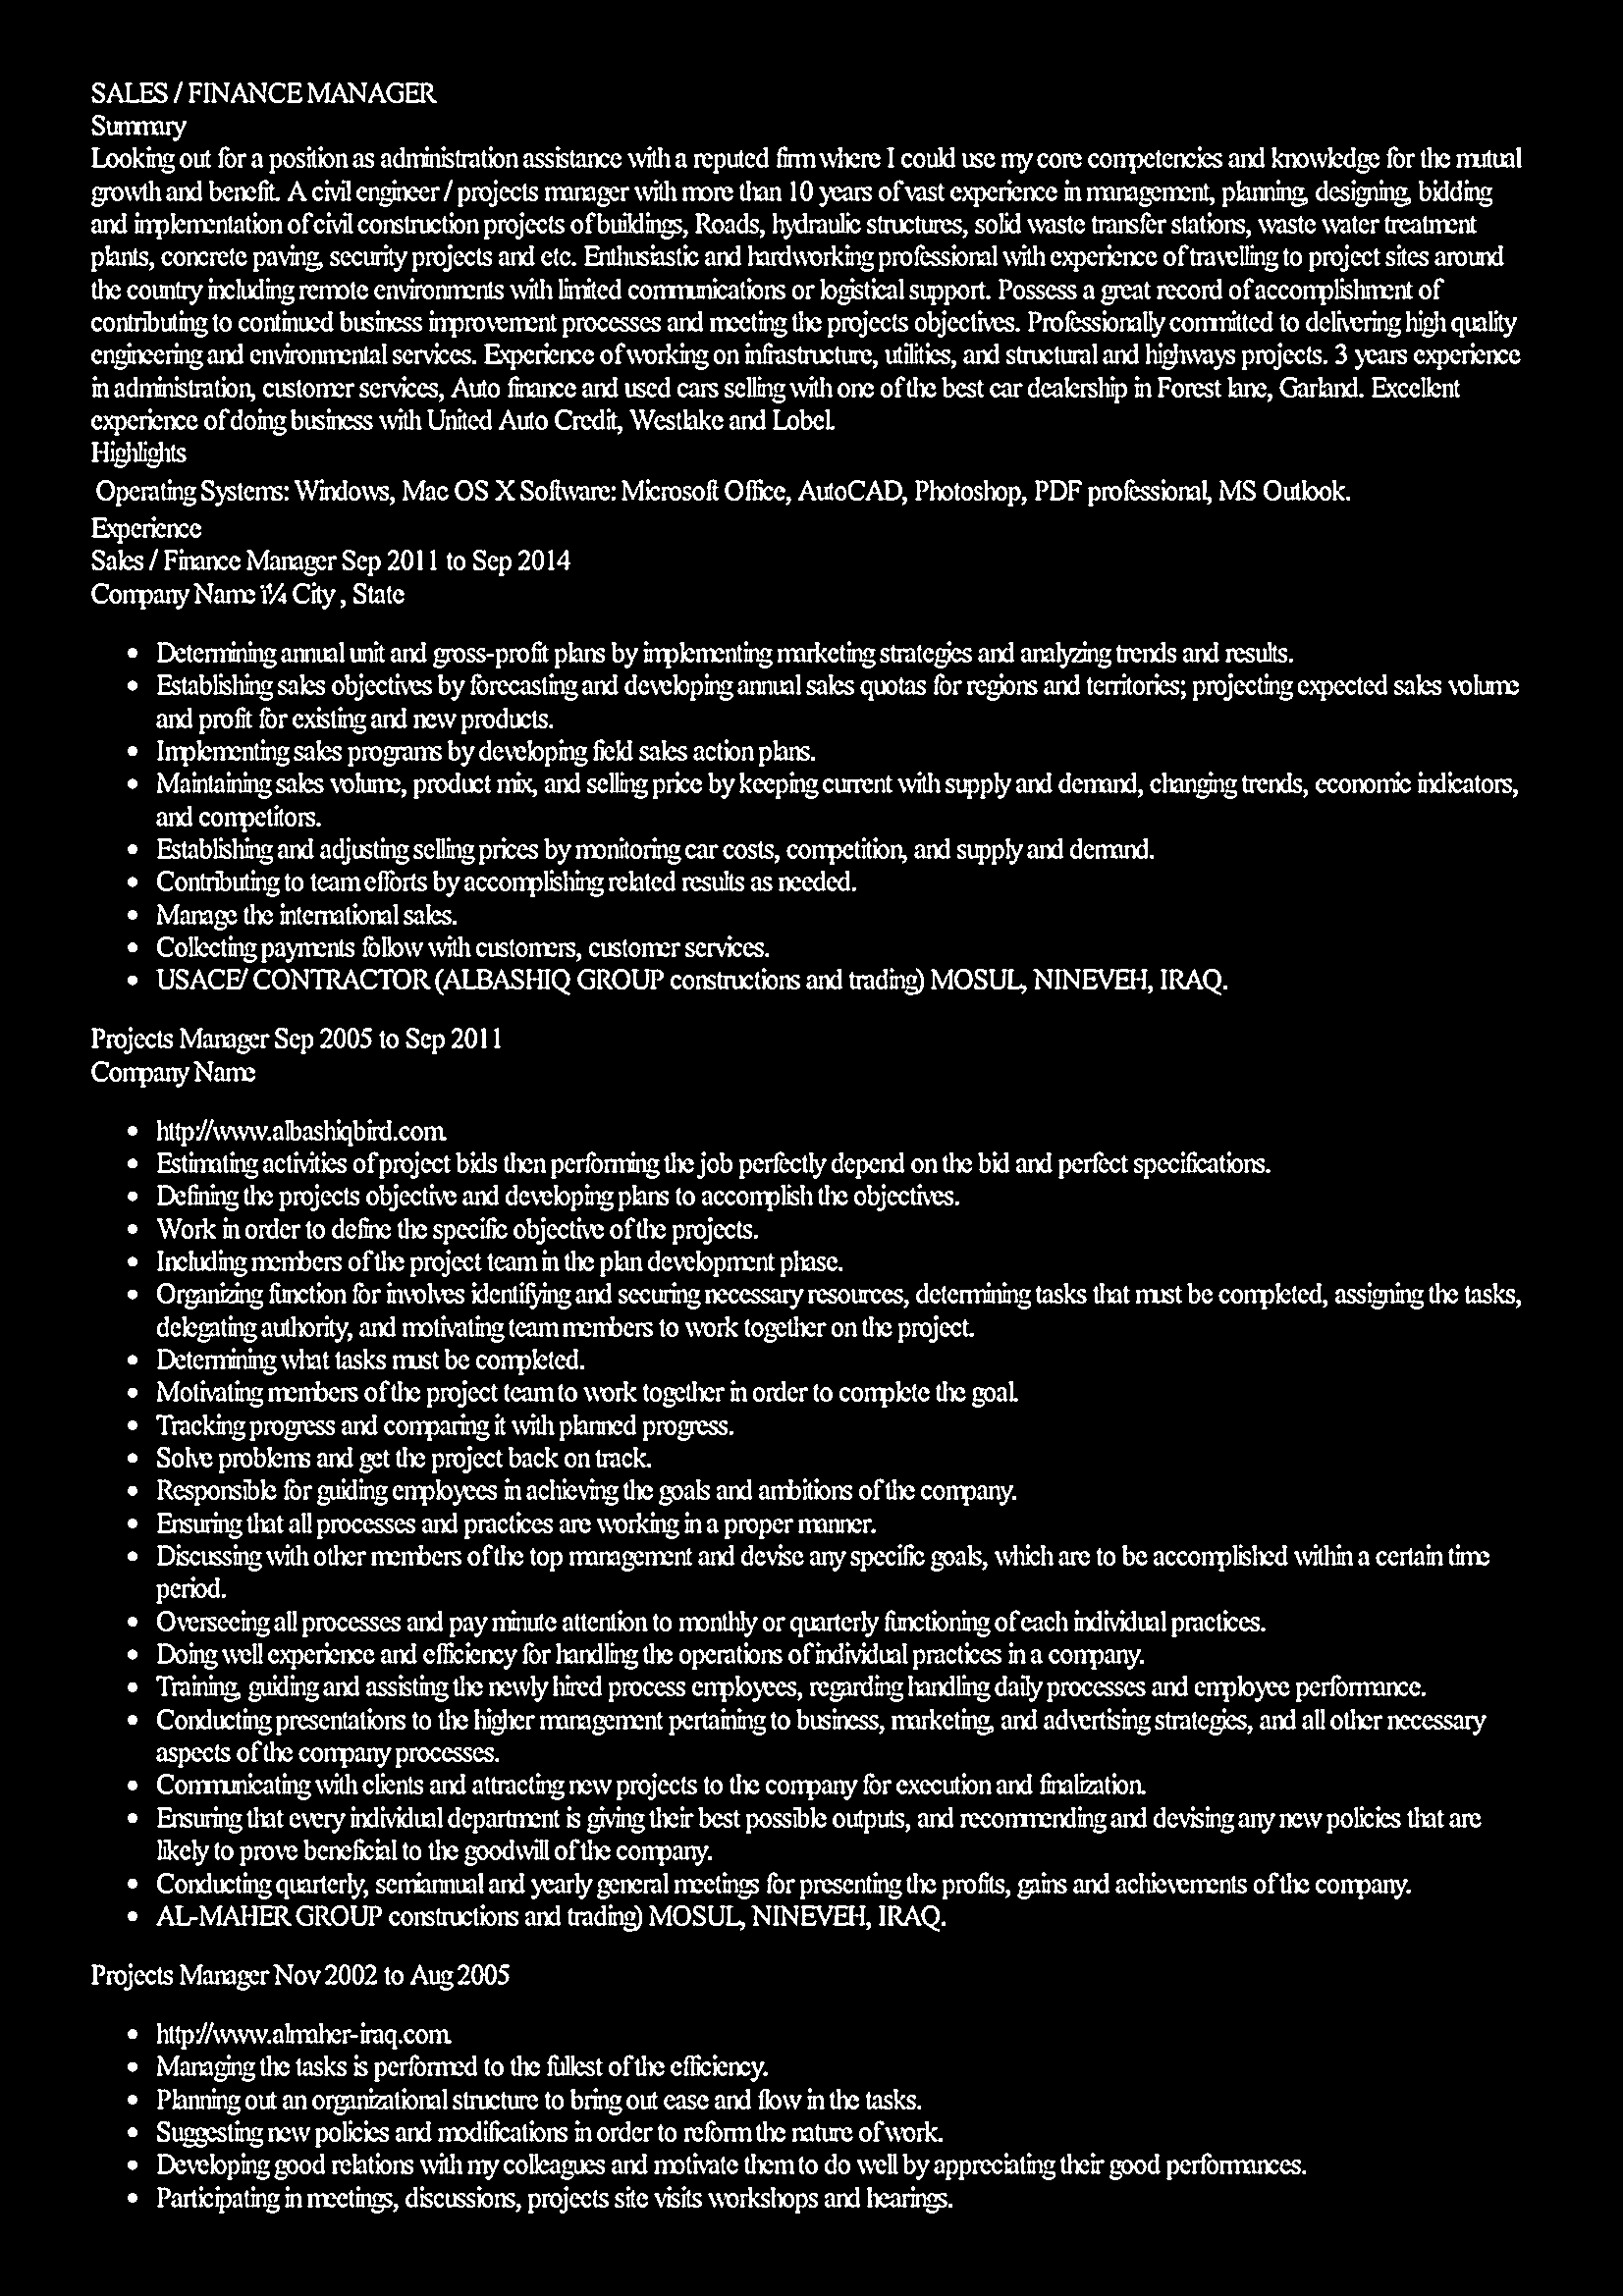 SALES / FINANCE MANAGER
Summary
Looking out for a position as administration assistance with a reputed firm where I could use my core competencies and knowledge for the mutual
growth and benefit. A civil engineer / projects manager with more than 10 years of vast experience in management, planning, designing, bidding
and implementation of civil construction projects of buildings, Roads, hydraulic structures, solid waste transfer stations, waste water treatment
plants, concrete paving, security projects and etc. Enthusiastic and hardworking professional with experience of travelling to project sites around
the country including remote environments with limited communications or logistical support. Possess a great record of accomplishment of
contributing to continued business improvement processes and meeting the projects objectives. Professionally committed to delivering high quality
engineering and environmental services. Experience of working on infrastructure, utilities, and structural and highways projects. 3 years experience
in administration, customer services, Auto finance and used cars selling with one of the best car dealership in Forest lane, Garland. Excellent
experience of doing business with United Auto Credit, Westlake and Lobel.
Highlights
Operating Systems: Windows, Mac OS X Software: Microsoft Office, AutoCAD, Photoshop, PDF professional, MS Outlook.
Experience
Sales / Finance Manager Sep 2011 to Sep 2014
Company Name ï¼ City , State
• Determining annual unit and gross-profit plans by implementing marketing strategies and analyzing trends and results.
• Establishing sales objectives by forecasting and developing annual sales quotas for regions and territories; projecting expected sales volume
and profit for existing and new products.
• Implementing sales programs by developing field sales action plans.
• Maintaining sales volume, product mix, and selling price by keeping current with supply and demand, changing trends, economic indicators,
and competitors.
• Establishing and adjusting selling prices by monitoring car costs, competition, and supply and demand.
• Contributing to team efforts by accomplishing related results as needed.
• Manage the international sales.
• Collecting payments follow with customers, customer services.
• USACE/ CONTRACTOR (ALBASHIQ GROUP constructions and trading) MOSUL, NINEVEH, IRAQ.
Projects Manager Sep 2005 to Sep 2011
Company Name
• http://www.albashiqbird.com.
• Estimating activities of project bids then performing the job perfectly depend on the bid and perfect specifications.
• Defining the projects objective and developing plans to accomplish the objectives.
• Work in order to define the specific objective of the projects.
• Including members of the project team in the plan development phase.
• Organizing function for involves identifying and securing necessary resources, determining tasks that must be completed, assigning the tasks,
delegating authority, and motivating team members to work together on the project.
• Determining what tasks must be completed.
• Motivating members of the project team to work together in order to complete the goal.
• Tracking progress and comparing it with planned progress.
• Solve problems and get the project back on track.
• Responsible for guiding employees in achieving the goals and ambitions of the company.
• Ensuring that all processes and practices are working in a proper manner.
• Discussing with other members of the top management and devise any specific goals, which are to be accomplished within a certain time
period.
• Overseeing all processes and pay minute attention to monthly or quarterly functioning of each individual practices.
• Doing well experience and efficiency for handling the operations of individual practices in a company.
• Training, guiding and assisting the newly hired process employees, regarding handling daily processes and employee performance.
• Conducting presentations to the higher management pertaining to business, marketing, and advertising strategies, and all other necessary
aspects of the company processes.
• Communicating with clients and attracting new projects to the company for execution and finalization.
• Ensuring that every individual department is giving their best possible outputs, and recommending and devising any new policies that are
likely to prove beneficial to the goodwill of the company.
• Conducting quarterly, semiannual and yearly general meetings for presenting the profits, gains and achievements of the company.
• AL-MAHER GROUP constructions and trading) MOSUL, NINEVEH, IRAQ.
Projects Manager Nov 2002 to Aug 2005
• http://www.almaher-iraq.com.
• Managing the tasks is performed to the fullest of the efficiency.
• Planning out an organizational structure to bring out ease and flow in the tasks.
• Suggesting new policies and modifications in order to reform the nature of work.
• Developing good relations with my colleagues and motivate them to do well by appreciating their good performances.
• Participating in meetings, discussions, projects site visits workshops and hearings.